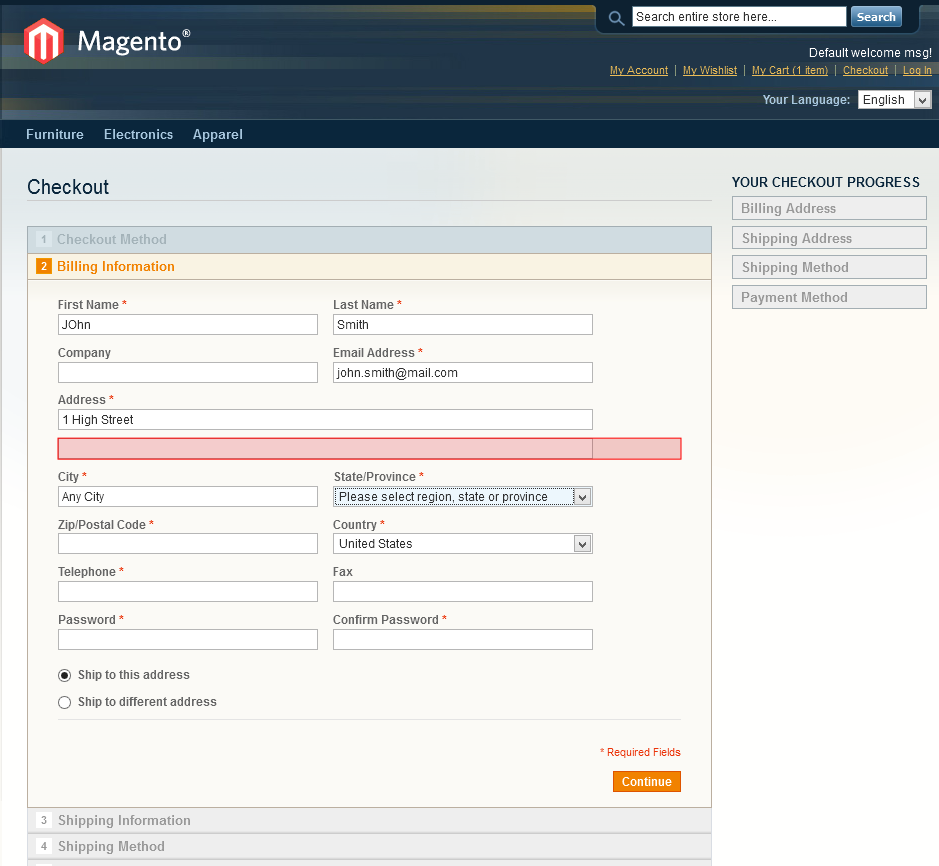 Search entire store here...
Search
Magento®
Default welcome msg!
My Account | My Wishlist | My Cart (1 item) | Checkout | Log In
Your Language: English
Furniture Electronics Apparel
Checkout
1 Checkout Method
2 Billing Information
First Name * Last Name *
JOhn Smith
Company Email Address *
john.smith@mail.com
Address *
1 High Street
City * State/Province *
Any City Please select region, state or province
Zip/Postal Code * Country *
United States
Telephone * Fax
Password * Confirm Password *
Ship to this address
Ship to different address
* Required Fields
Continue
3 Shipping Information
4 Shipping Method
YOUR CHECKOUT PROGRESS
Billing Address
Shipping Address
Shipping Method
Payment Method